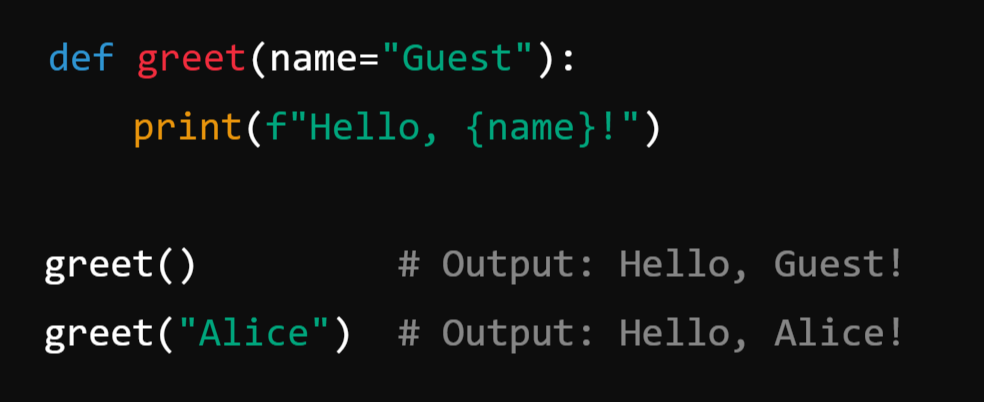 def greet(name="Guest"):
    print(f"Hello, {name}!")
greet()         # Output: Hello, Guest!
greet("Alice")  # Output: Hello, Alice!